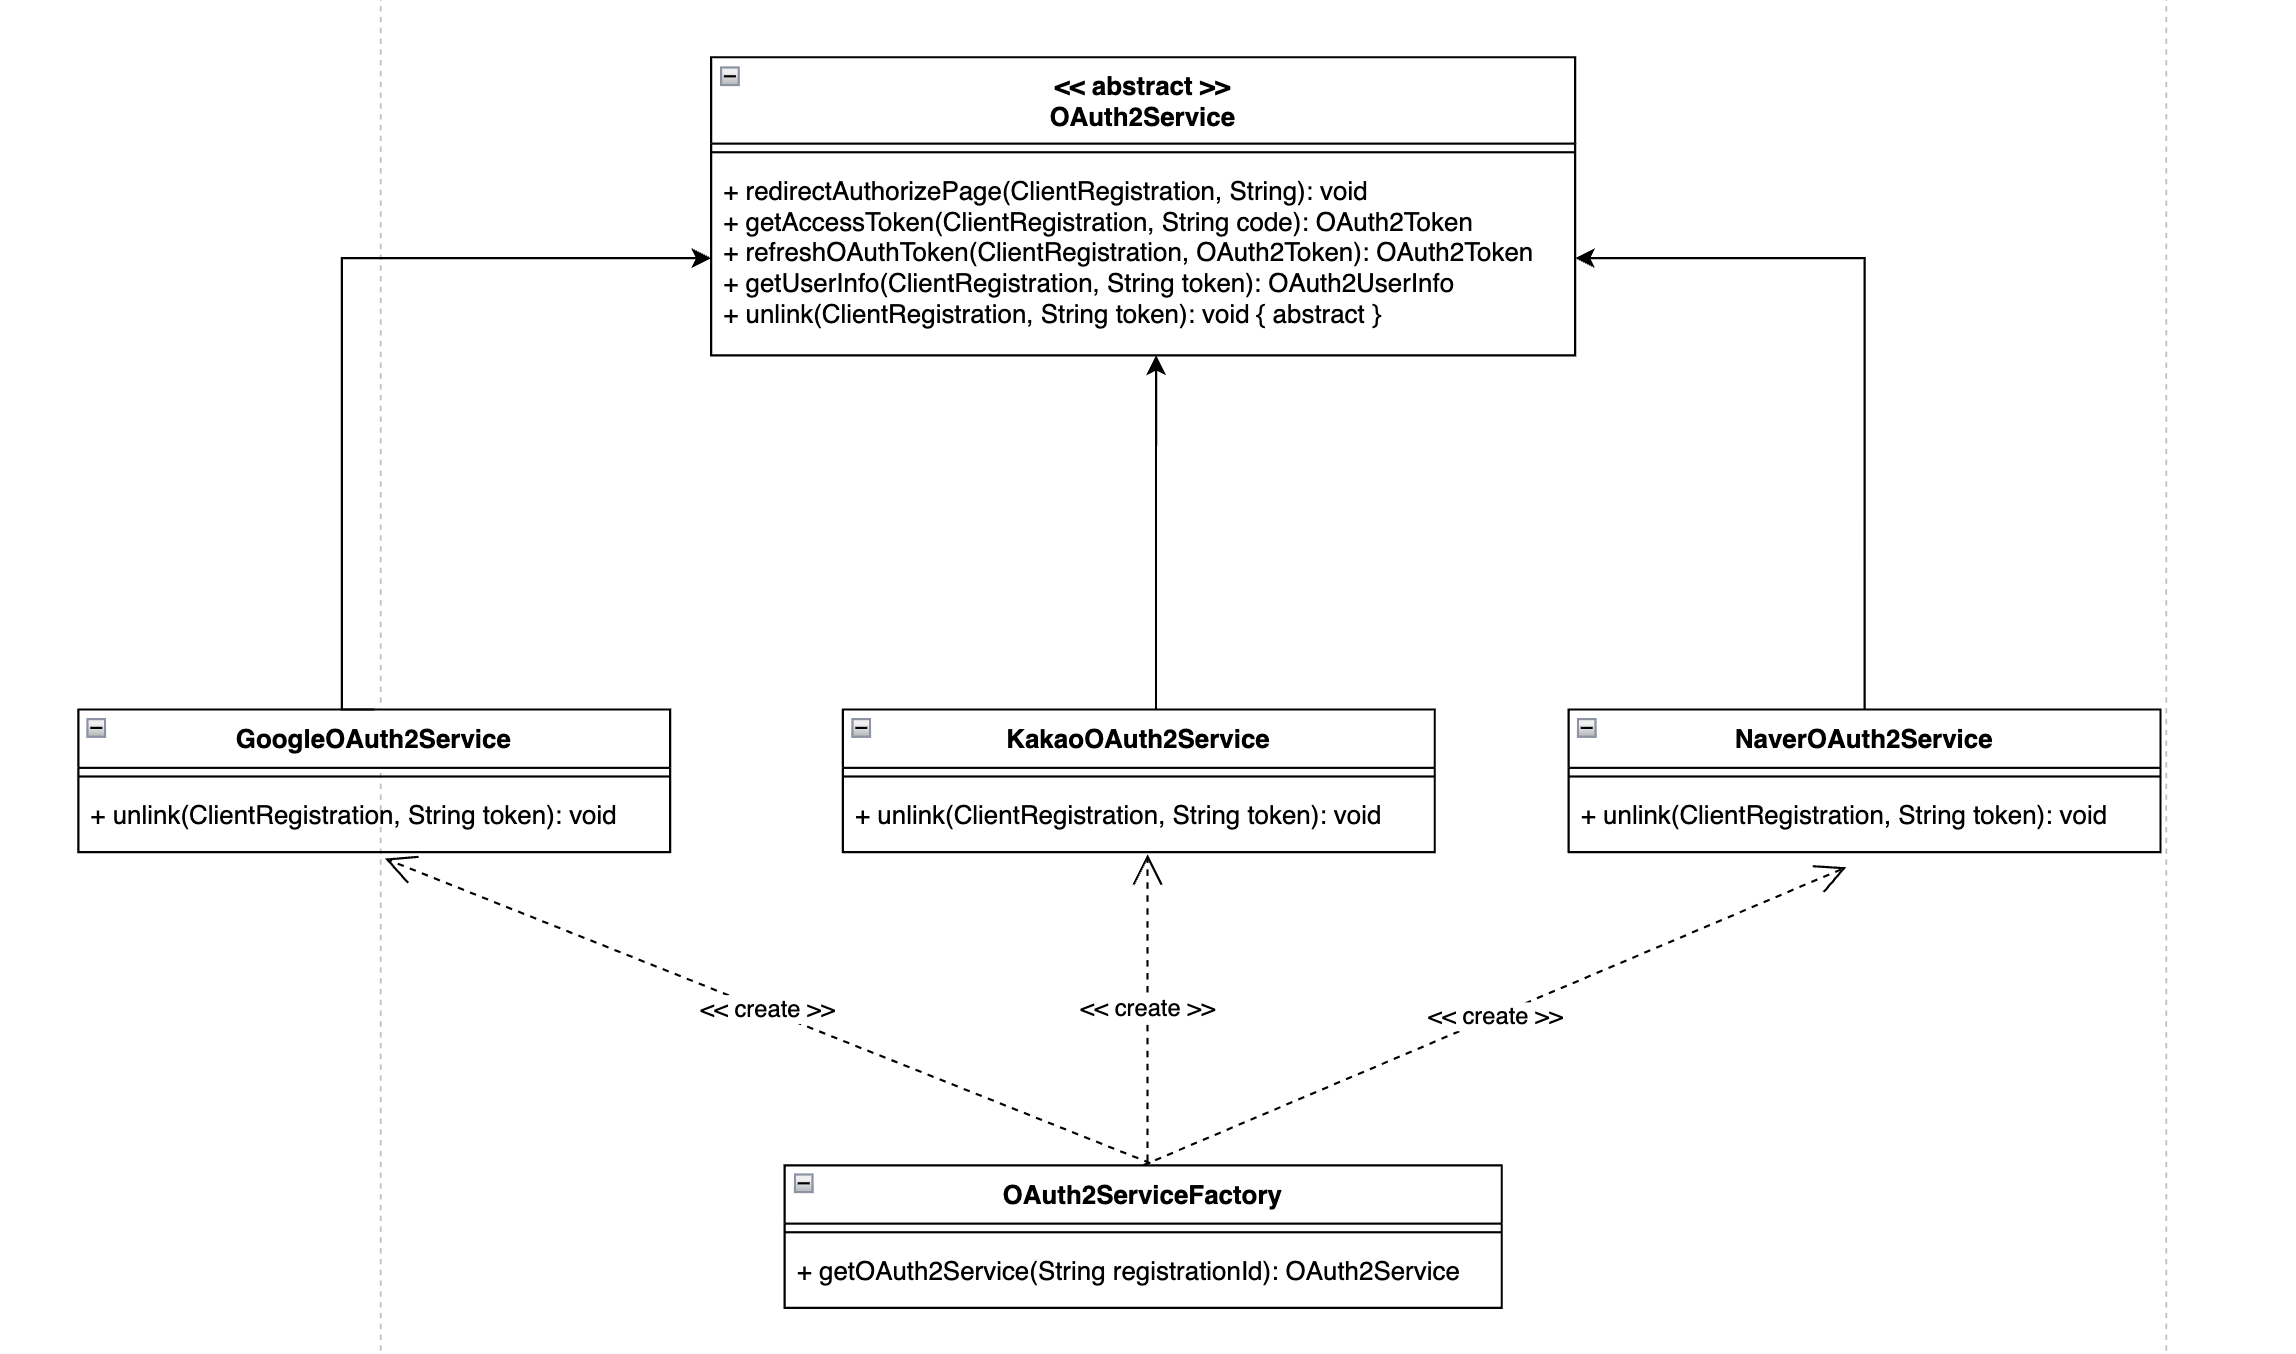 << abstract >>
OAuth2Service
+ redirectAuthorizePage(ClientRegistration, String): void
+ getAccessToken(ClientRegistration, String code): OAuth2Token
+ refreshOAuthToken(ClientRegistration, OAuth2Token): OAuth2Token
+ getUserInfo(ClientRegistration, String token): OAuth2UserInfo
+ unlink(ClientRegistration, String token): void { abstract }
GoogleOAuth2Service
+ unlink(ClientRegistration, String token): void
KakaoOAuth2Service
+ unlink(ClientRegistration, String token): void
NaverOAuth2Service
+ unlink(ClientRegistration, String token): void
<< create >>
<< create >>
<< create >>
OAuth2ServiceFactory
+ getOAuth2Service(String registrationId): OAuth2Service